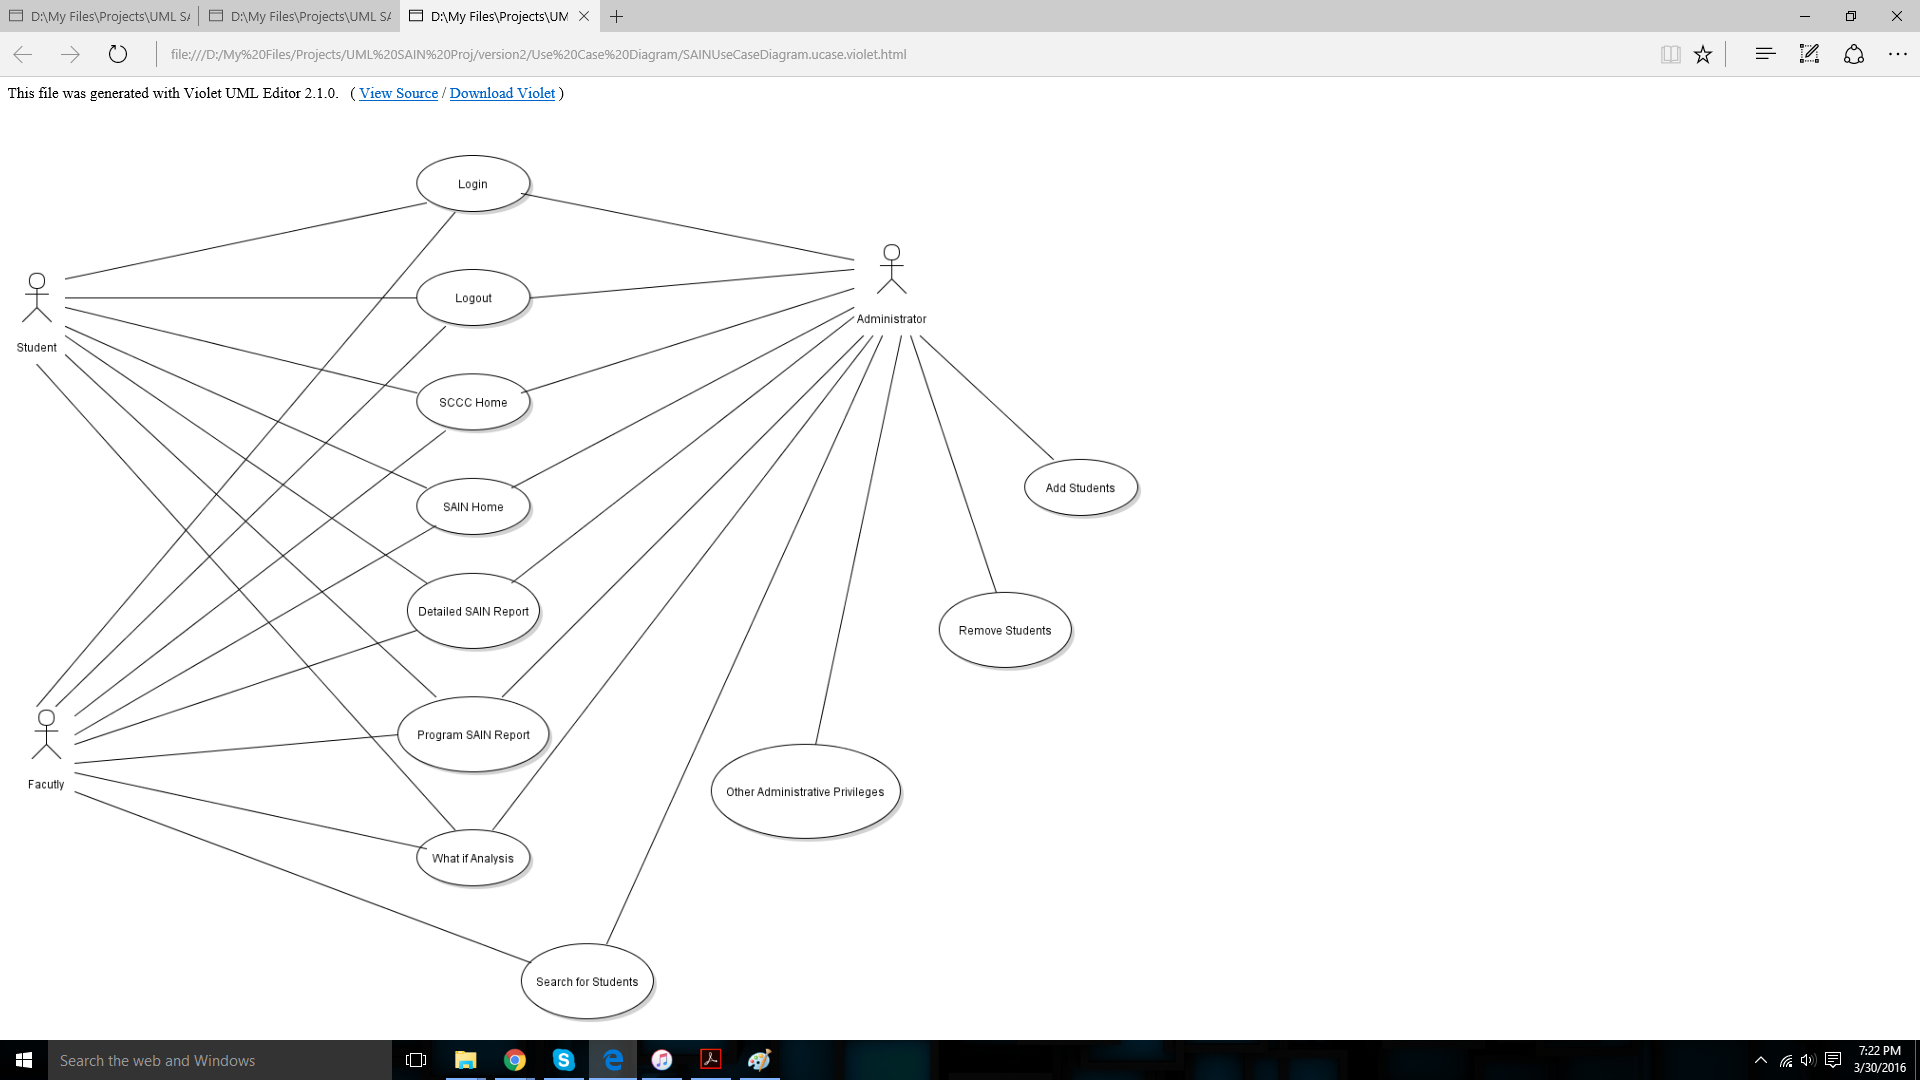 D:\My Files\Projects\UML SA
D:\My Files\Projects\UML SA
D:\My Files\Projects\UM
file:///D:/My%20Files/Projects/UML%20SAIN%20Proj/version2/Use%20Case%20Diagram/SAINUseCaseDiagram.ucase.violet.html
This file was generated with Violet UML Editor 2.1.0. ( View Source / Download Violet )
Login
Logout
Student
Administrator
SCCC Home
SAIN Home
Add Students
Detailed SAIN Report
Remove Students
Program SAIN Report
Facutly
Other Administrative Privileges
What if Analysis
Search for Students
Search the web and Windows
7:22 PM
3/30/2016